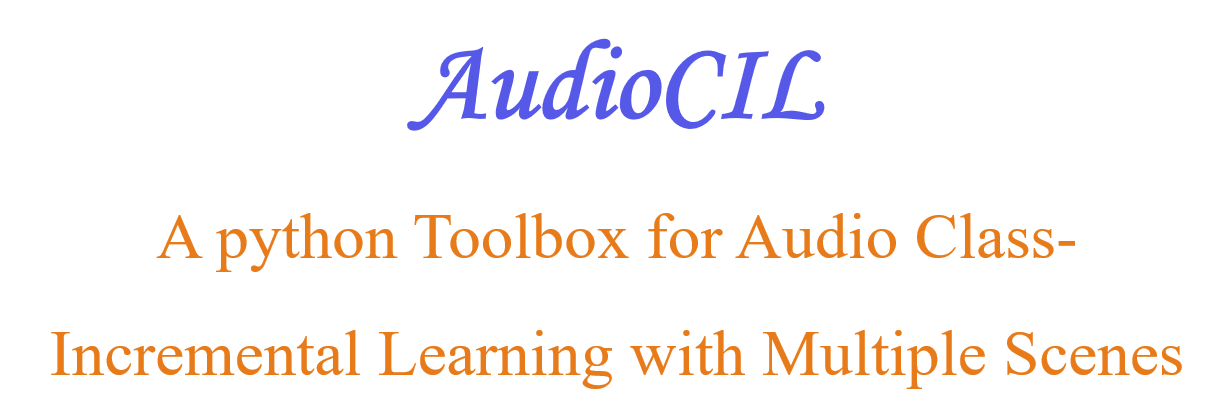 AudioCIL
A python Toolbox for Audio Class-
Incremental Learning with Multiple Scenes